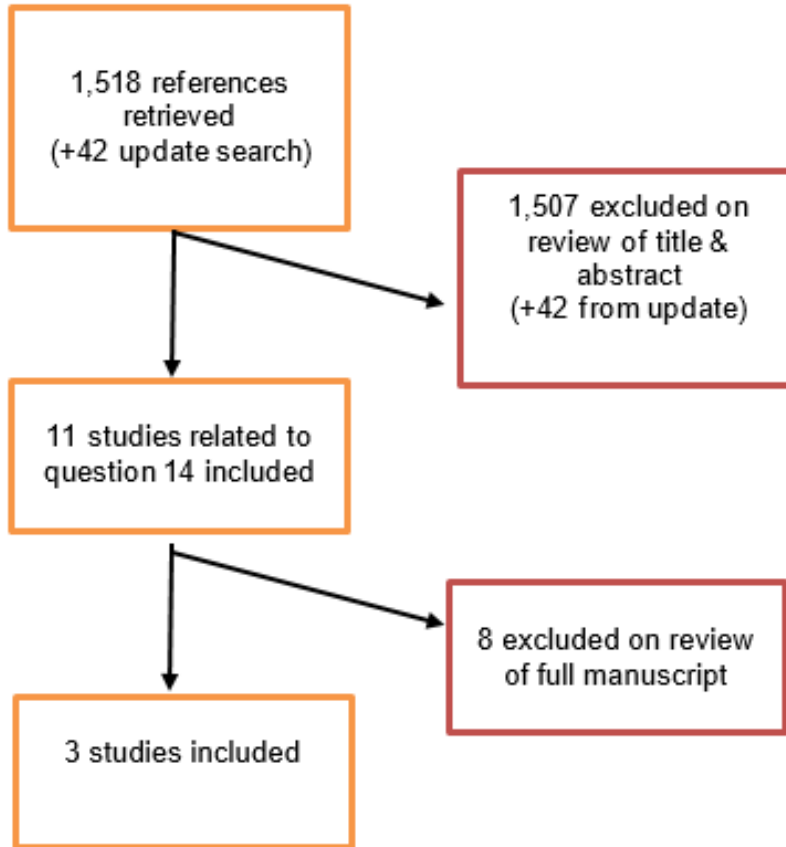 1,518 references
retrieved
(+42 update search)
1,507 excluded on
review of title &
abstract
(+42 from update)
11 studies related to
question 14 included
8 excluded on review
of full manuscript
3 studies included